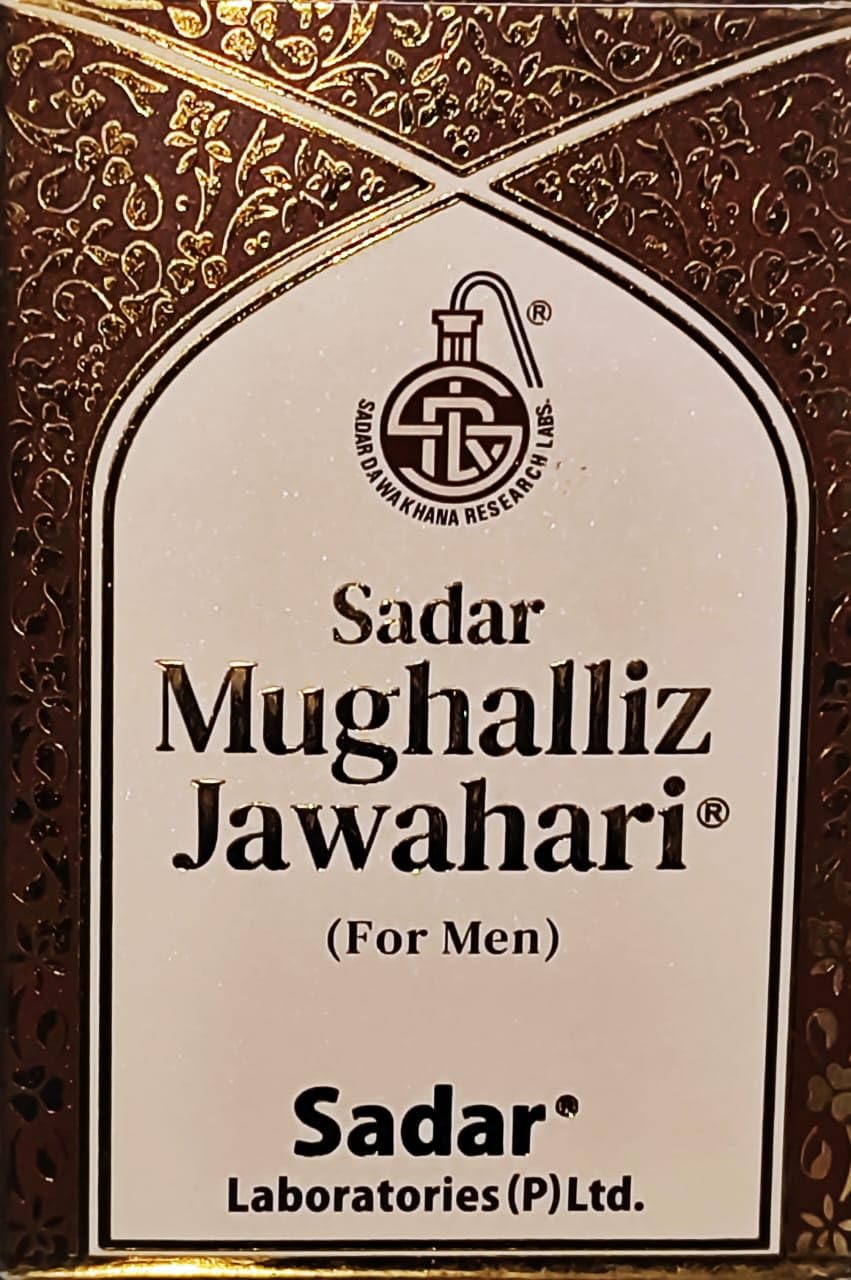 ®
SADAR DAWAKHANA RESEARCH LABS.
Sadar
Mughalliz
Jawahari®
(For Men)
Sadar®
Laboratories (P) Ltd.